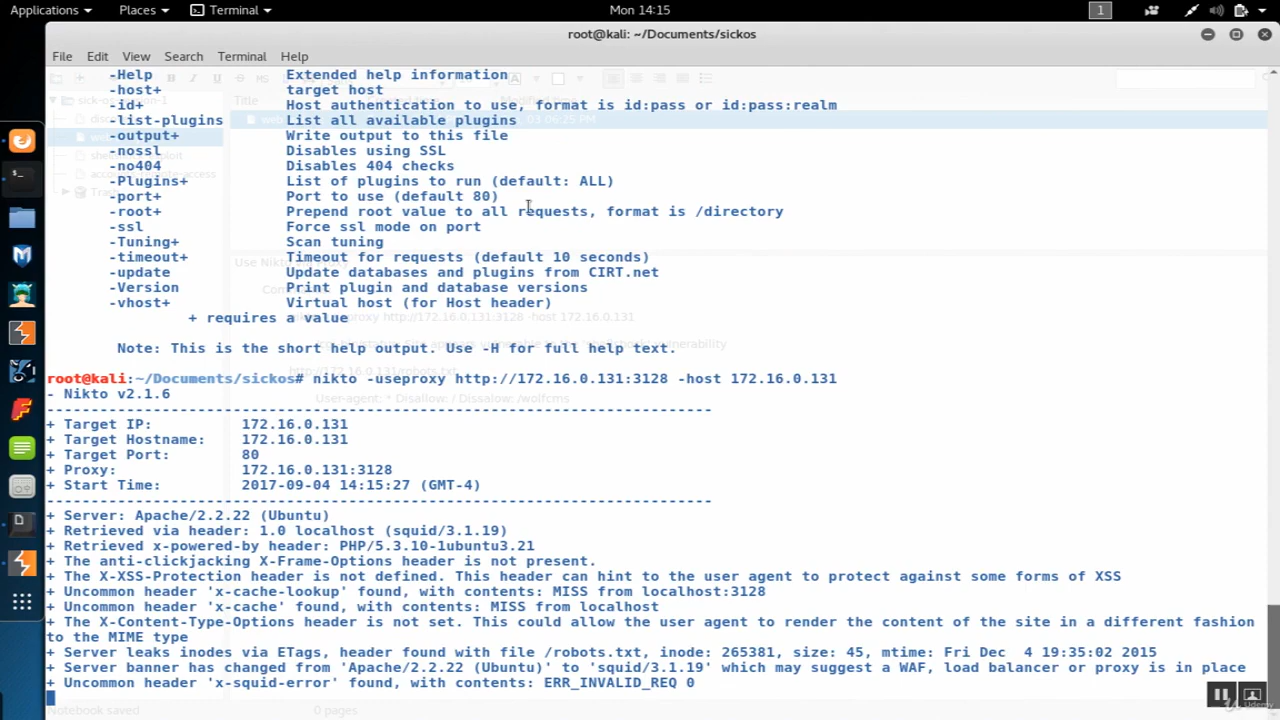 Applications Places Terminal Mon 14:15 1
root@kali: ~/Documents/sickos
File Edit View Search Terminal Help
-Help Extended help information
-host+ target host
-id+ Host authentication to use, format is id:pass or id:pass:realm
-list-plugins List all available plugins
-output+ Write output to this file
-nossl Disables using SSL
-no404 Disables 404 checks
-Plugins+ List of plugins to run (default: ALL)
-port+ Port to use (default 80)
-root+ Prepend root value to all requests, format is /directory
-ssl Force ssl mode on port
-Tuning+ Scan tuning
-timeout+ Timeout for requests (default 10 seconds)
-update Update databases and plugins from CIRT.net
-Version Print plugin and database versions
-vhost+ Virtual host (for Host header)
+ requires a value
Note: This is the short help output. Use -H for full help text.
root@kali:~/Documents/sickos# nikto -useproxy http://172.16.0.131:3128 -host 172.16.0.131
- Nikto v2.1.6
---------------------------------------------------------------------------
+ Target IP: 172.16.0.131
+ Target Hostname: 172.16.0.131
+ Target Port: 80
+ Proxy: 172.16.0.131:3128
+ Start Time: 2017-09-04 14:15:27 (GMT-4)
---------------------------------------------------------------------------
+ Server: Apache/2.2.22 (Ubuntu)
+ Retrieved via header: 1.0 localhost (squid/3.1.19)
+ Retrieved x-powered-by header: PHP/5.3.10-1ubuntu3.21
+ The anti-clickjacking X-Frame-Options header is not present.
+ The X-XSS-Protection header is not defined. This header can hint to the user agent to protect against some forms of XSS
+ Uncommon header 'x-cache-lookup' found, with contents: MISS from localhost:3128
+ Uncommon header 'x-cache' found, with contents: MISS from localhost
+ The X-Content-Type-Options header is not set. This could allow the user agent to render the content of the site in a different fashion
to the MIME type
+ Server leaks inodes via ETags, header found with file /robots.txt, inode: 265381, size: 45, mtime: Fri Dec  4 19:35:02 2015
+ Server banner has changed from 'Apache/2.2.22 (Ubuntu)' to 'squid/3.1.19' which may suggest a WAF, load balancer or proxy is in place
+ Uncommon header 'x-squid-error' found, with contents: ERR_INVALID_REQ 0
Notebook saved 0 pages
Udemy